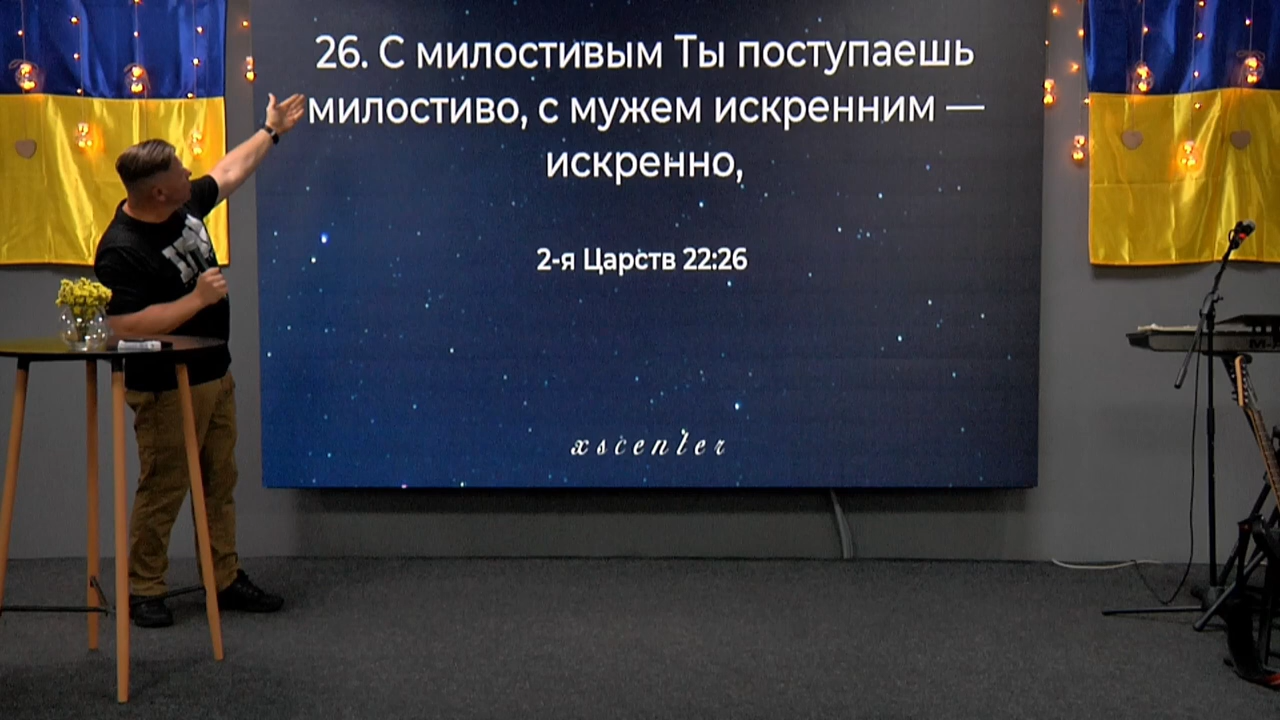 26. С милостивым Ты поступаешь
милостиво, с мужем искренним —
искренно,
2-я Царств 22:26
xscenter